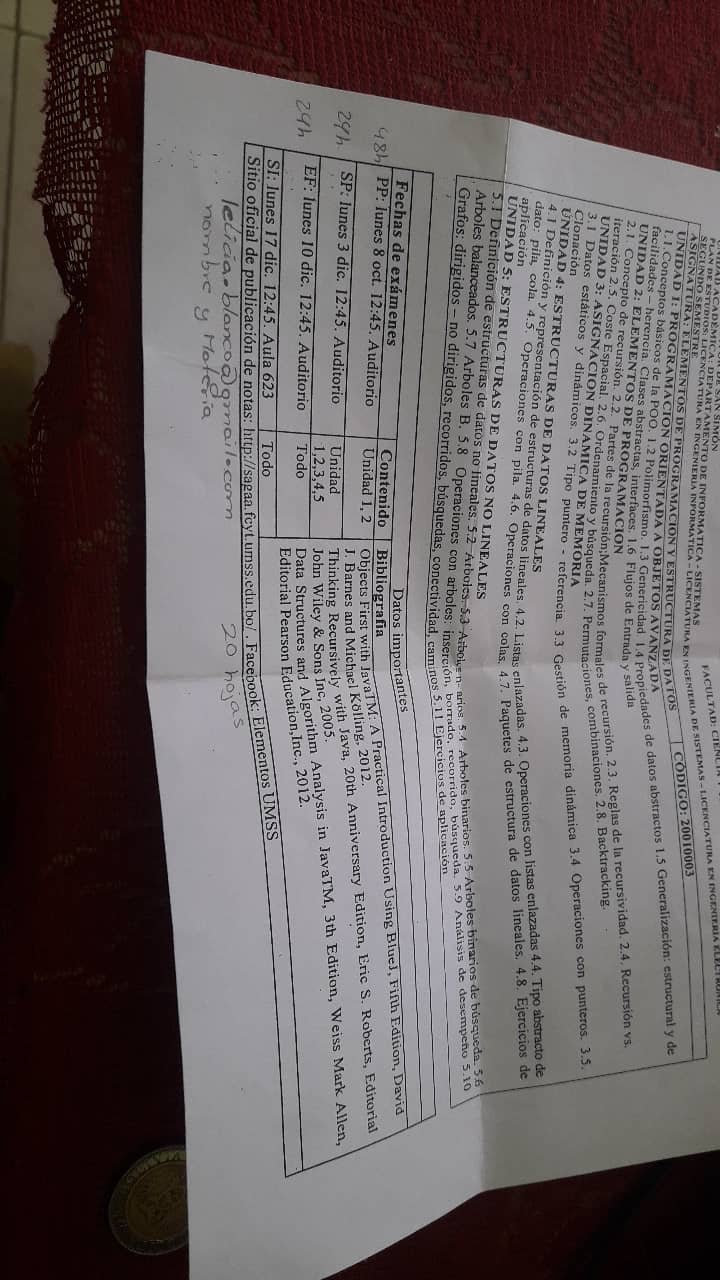 DE SAN SIMÓN
UNIDAD ACADÉMICA: DEPARTAMENTO DE INFORMATICA - SISTEMAS
FACULTAD: CIENCIA
PLAN DE ESTUDIOS: LICENCIATURA EN INGENIERIA INFORMATICA – LICENCIATURA EN INGENIERIA DE SISTEMAS – LICENCIATURA EN INGENIERIA ELECTRONICA
SEGUNDO SEMESTRE
ASIGNATURA: ELEMENTOS DE PROGRAMACION Y ESTRUCTURA DE DATOS
CÓDIGO: 20010003
UNIDAD 1: PROGRAMACION ORIENTADA A OBJETOS AVANZADA
1.1.Conceptos básicos de la POO. 1.2 Polimorfismo. 1.3 Genericidad. 1.4 Propiedades de datos abstractos 1.5 Generalización: estructural y de
facilidades – herencia. Clases abstractas, interfaces. 1.6 Flujos de Entrada y salida
UNIDAD 2: ELEMENTOS DE PROGRAMACION
2.1. Concepto de recursión. 2.2. Partes de la recursión;Mecanismos formales de recursión. 2.3. Reglas de la recursividad. 2.4. Recursión vs.
iteración 2.5. Coste Espacial. 2.6. Ordenamiento y búsqueda. 2.7. Permutaciones, combinaciones. 2.8. Backtracking.
UNIDAD 3: ASIGNACION DINAMICA DE MEMORIA
3.1 Datos estáticos y dinámicos. 3.2 Tipo puntero - referencia. 3.3 Gestión de memoria dinámica 3.4 Operaciones con punteros. 3.5.
Clonación
UNIDAD 4: ESTRUCTURAS DE DATOS LINEALES
4.1 Definición y representación de estructuras de datos lineales. 4.2. Listas enlazadas. 4.3. Operaciones con listas enlazadas 4.4. Tipo abstracto de
dato: pila, cola. 4.5. Operaciones con pila. 4.6. Operaciones con colas. 4.7. Paquetes de estructura de datos lineales. 4.8. Ejercicios de
aplicación
UNIDAD 5: ESTRUCTURAS DE DATOS NO LINEALES
5.1 Definición de estructuras de datos no lineales. 5.2 Arboles. 5.3 Arboles n- arios. 5.4 Arboles binarios. 5.5 Arboles binarios de búsqueda. 5.6
Arboles balanceados. 5.7 Arboles B. 5.8 Operaciones con arboles: inserción, borrado, recorrido, búsqueda. 5.9 Análisis de desempeño 5.10
Grafos: dirigidos – no dirigidos, recorridos, búsquedas, conectividad, caminos 5.11 Ejercicios de aplicación
Datos importantes
Fechas de exámenes Contenido Bibliografía
48h PP: lunes 8 oct. 12:45. Auditorio Unidad 1, 2
Objects First with JavaTM: A Practical Introduction Using BlueJ, Fifth Edition, David
J. Barnes and Michael Kölling, 2012.
24h SP: lunes 3 dic. 12:45. Auditorio Unidad
1,2,3,4,5
Thinking Recursively with Java, 20th Anniversary Edition, Eric S. Roberts, Editorial
John Wiley & Sons Inc, 2005.
24h EF: lunes 10 dic. 12:45. Auditorio Todo
Data Structures and Algorithm Analysis in JavaTM, 3th Edition, Weiss Mark Allen,
Editorial Pearson Education,Inc., 2012.
SI: lunes 17 dic. 12:45. Aula 623 Todo
Sitio oficial de publicación de notas: http://sagaa.fcyt.umss.edu.bo/ . Facebook: Elementos UMSS
leticia.blanco@gmail.com 20 hojas
nombre y Materia